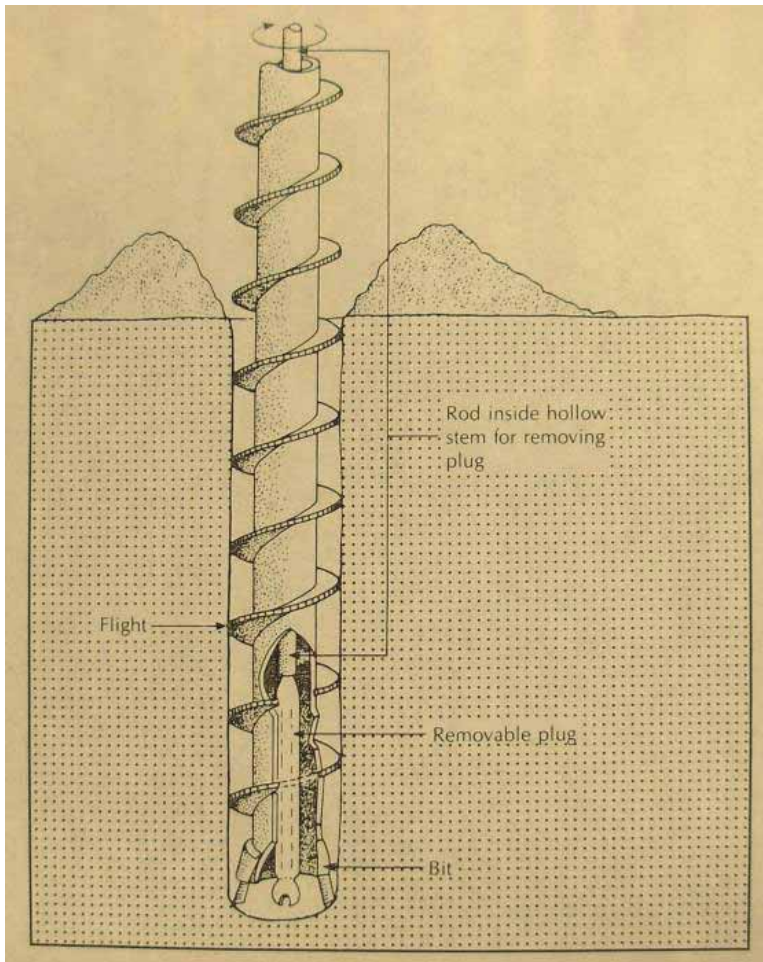 Rod inside hollow
stem for removing
plug
Flight
Removable plug
Bit